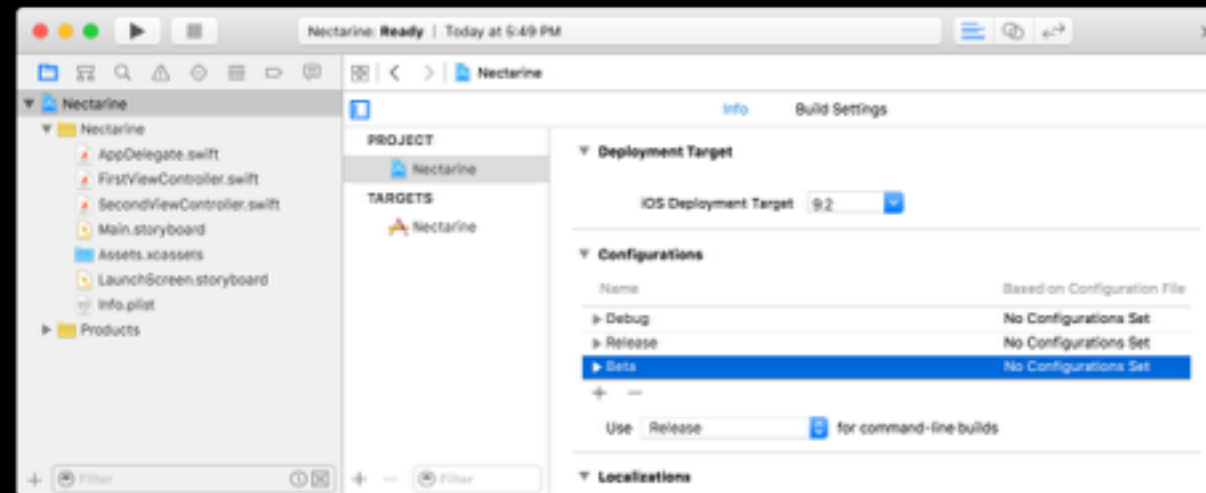 Nectarine: Ready | Today at 5:49 PM
Nectarine
Nectarine
Nectarine
AppDelegate.swift
FirstViewController.swift
SecondViewController.swift
Main.storyboard
Assets.xcassets
LaunchScreen.storyboard
Info.plist
Products
Filter
Info Build Settings
PROJECT
Nectarine
TARGETS
Nectarine
Filter
Deployment Target
iOS Deployment Target 9.2
Configurations
Name Based on Configuration File
Debug No Configurations Set
Release No Configurations Set
Beta No Configurations Set
Use Release for command-line builds
Localizations